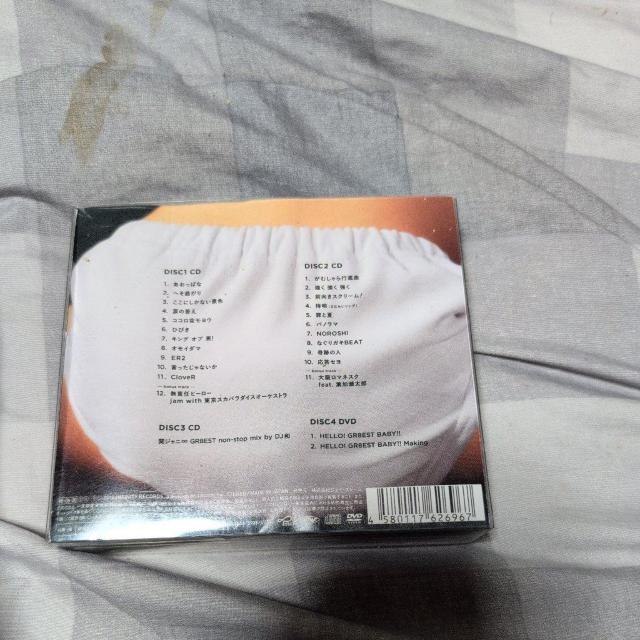 DISC1 CD
1. あおっぱな
2. へそ曲がり
3. ここにしかない景色
4. 涙の答え
5. ココロ空モヨウ
6. ひびき
7. キング オブ 男!
8. オモイダマ
9. ER2
10. 言ったじゃないか
11. CloveR
Bonus track
12. 無責任ヒーロー
jam with 東京スカパラダイスオーケストラ
DISC2 CD
1. がむしゃら行進曲
2. 強く 強く 強く
3. 前向きスクリーム!
4. 侍唄
5. 罪と夏
6. パノラマ
7. NOROSHI
8. なぐりガキBEAT
9. 奇跡の人
10. 応答セヨ
Bonus track
11. 大阪ロマネスク
feat. 葉加瀬太郎
DISC3 CD
関ジャニ∞ GR8EST non-stop mix by DJ和
DISC4 DVD
1. HELLO! GR8EST BABY!!
2. HELLO! GR8EST BABY!! Making
4 580117 626967